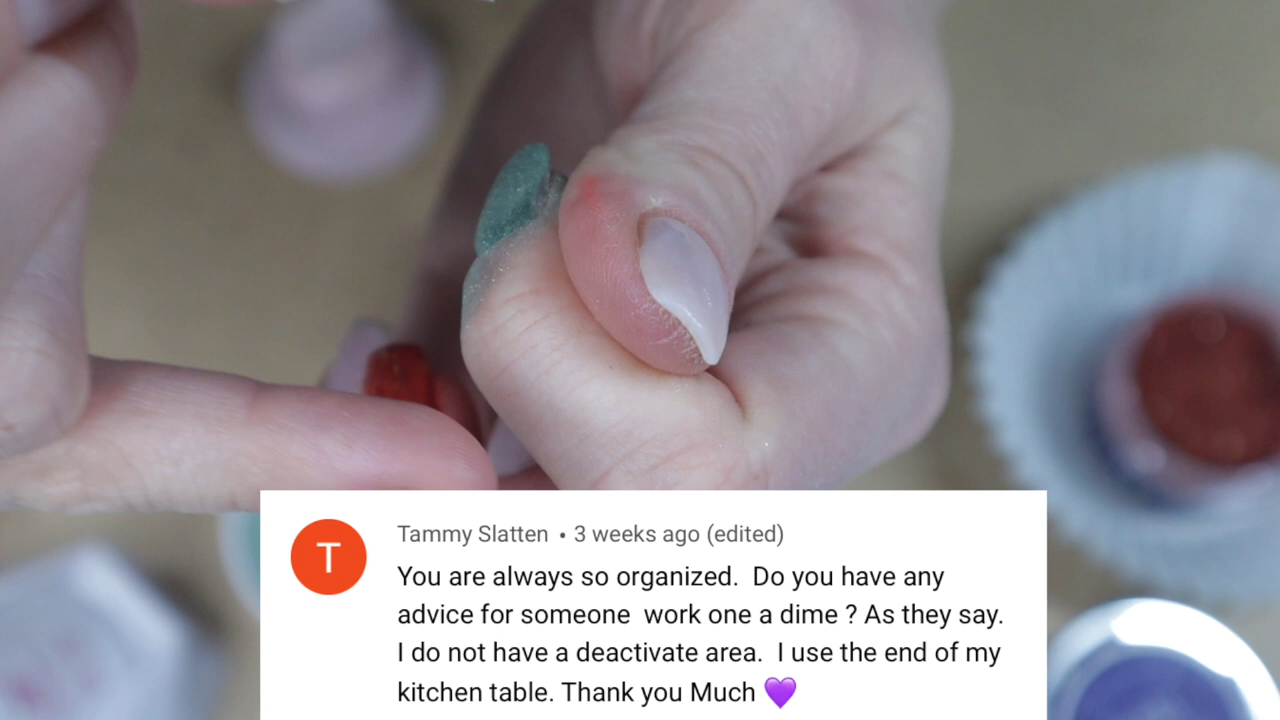 T
Tammy Slatten • 3 weeks ago (edited)
You are always so organized.  Do you have any
advice for someone  work one a dime ? As they say.
I do not have a deactivate area.  I use the end of my
kitchen table. Thank you Much 💜